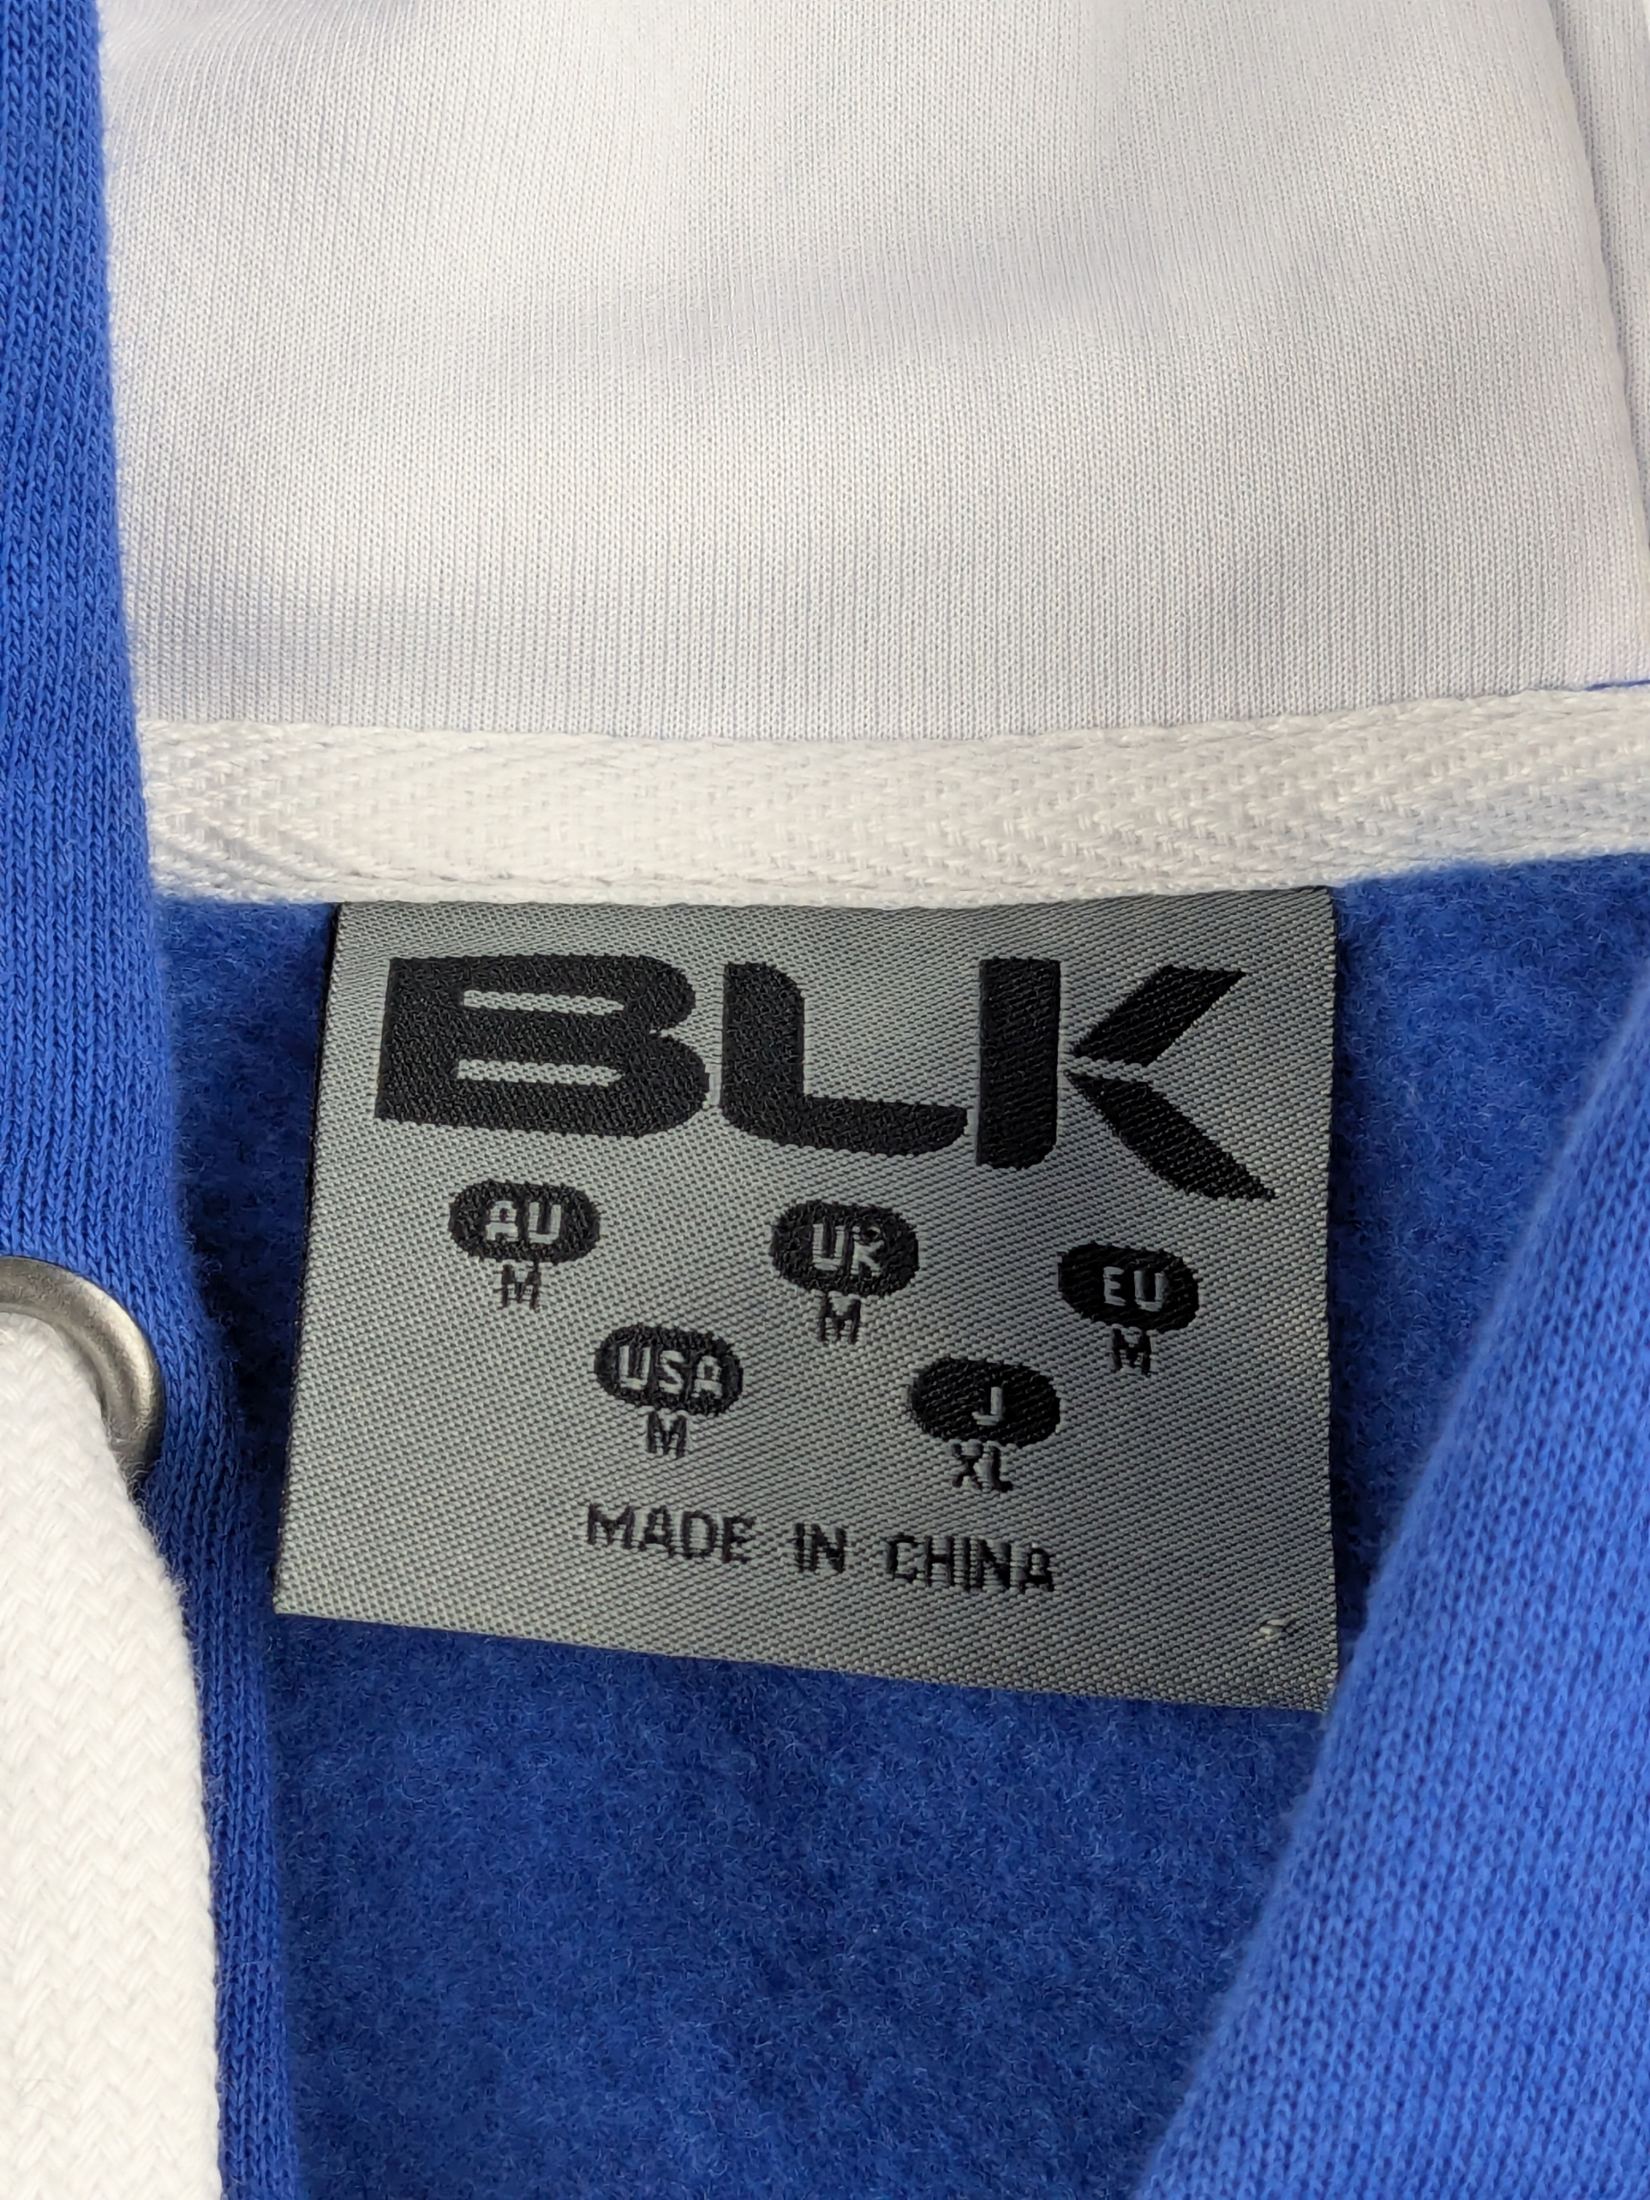 BLK
AU UK EU
M M M
USA J
M XL
MADE IN CHINA